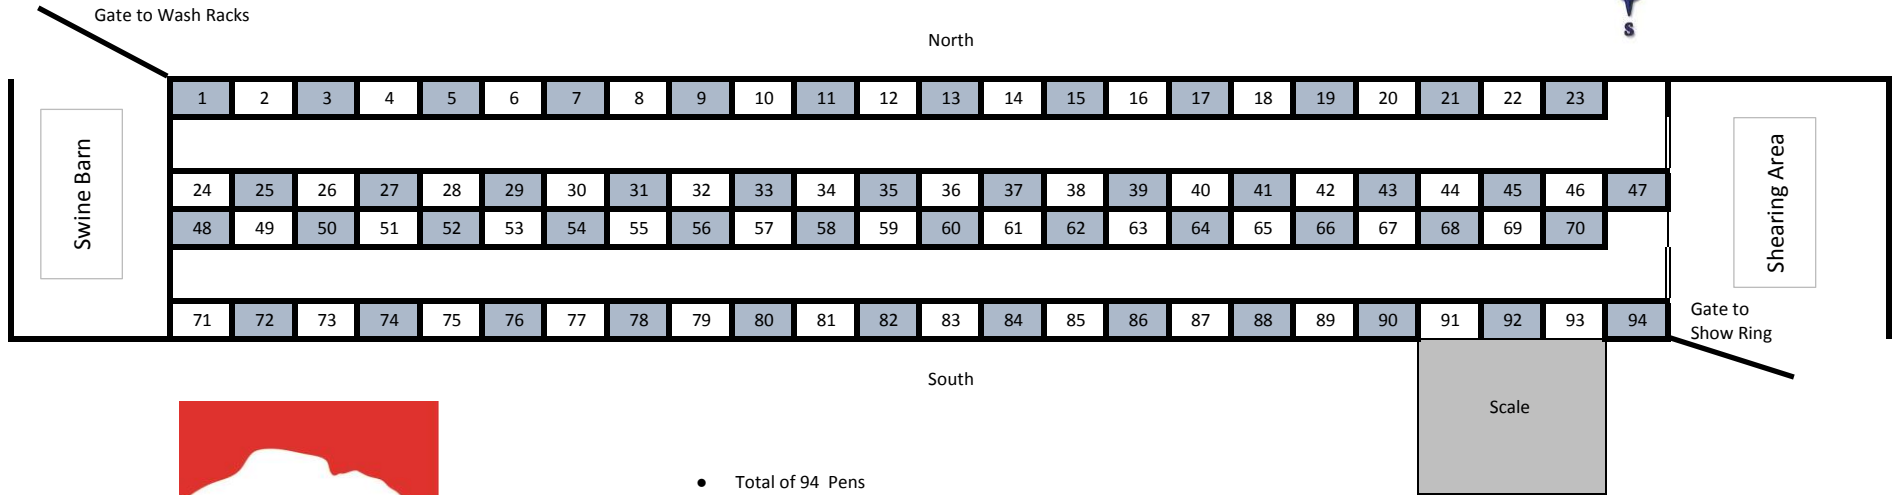 Gate to Wash Racks
S
North
1 2 3 4 5 6 7 8 9 10 11 12 13 14 15 16 17 18 19 20 21 22 23
Swine Barn
Shearing Area
24 25 26 27 28 29 30 31 32 33 34 35 36 37 38 39 40 41 42 43 44 45 46 47
48 49 50 51 52 53 54 55 56 57 58 59 60 61 62 63 64 65 66 67 68 69 70
71 72 73 74 75 76 77 78 79 80 81 82 83 84 85 86 87 88 89 90 91 92 93 94
Gate to
Show Ring
South
Scale
● Total of 94 Pens